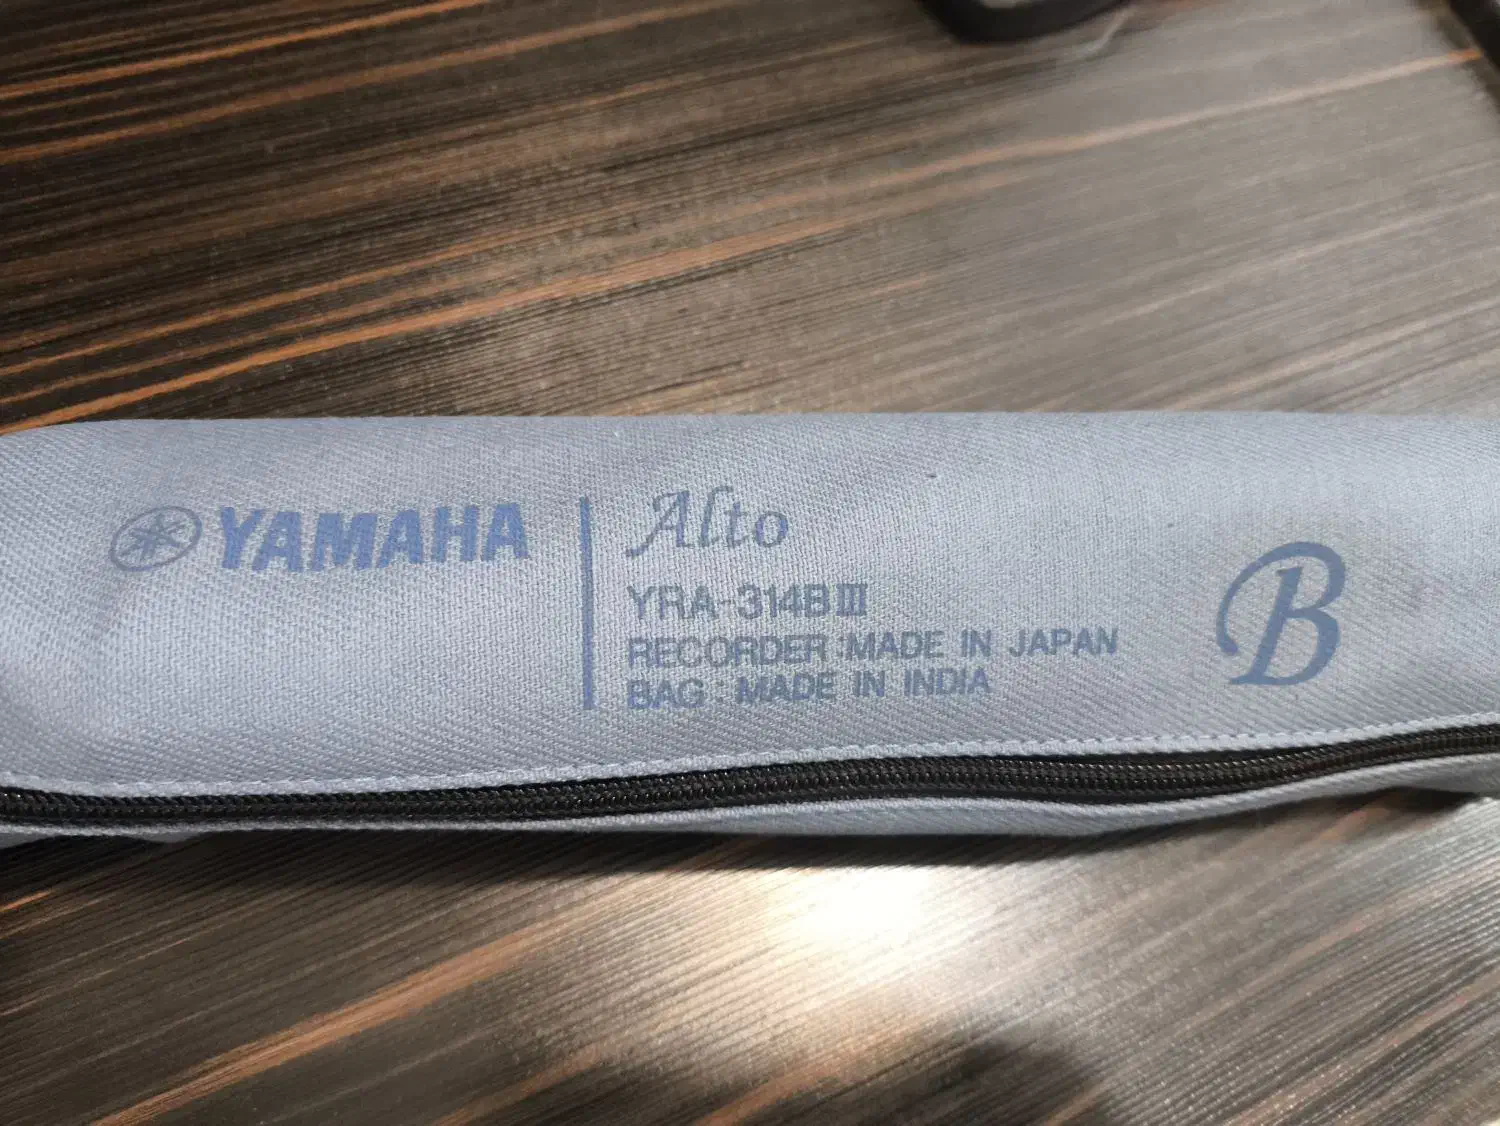 YAMAHA
Alto
YRA-314BⅢ
RECORDER:MADE IN JAPAN
BAG: MADE IN INDIA
B